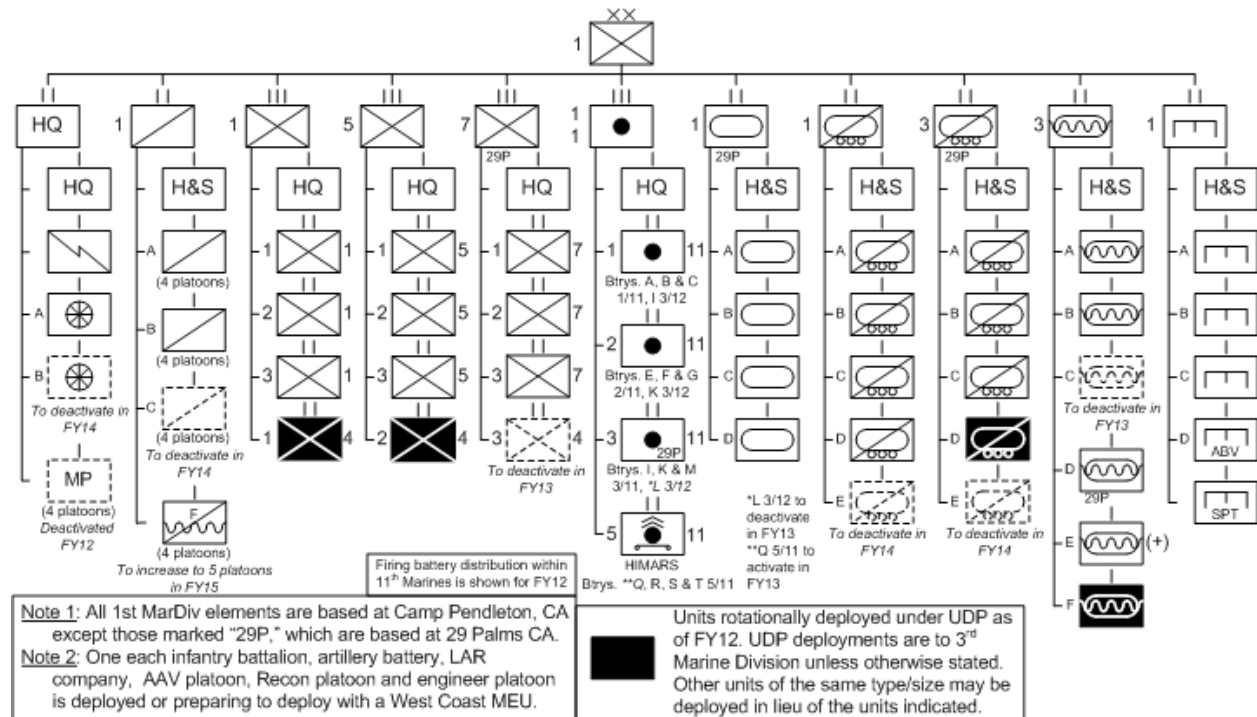 1
HQ
1
1
5
7
29P
1
1
1
29P
1
3
29P
3
1
HQ
H&S
HQ
HQ
HQ
HQ
H&S
H&S
H&S
H&S
H&S
A
(4 platoons)
1
1
1
5
1
7
1
11
Btrys. A, B & C
1/11, I 3/12
A
A
A
A
A
A
B
(4 platoons)
2
1
2
5
2
7
2
11
Btrys. E, F & G
2/11, K 3/12
B
B
B
B
B
B
To deactivate in
FY14
C
(4 platoons)
To deactivate in
FY14
3
1
3
5
3
7
3
29P
11
Btrys. I, K & M
3/11, *L 3/12
C
C
C
C
To deactivate in
FY13
C
MP
(4 platoons)
Deactivated
FY12
F
(4 platoons)
To increase to 5 platoons
in FY15
1
4
2
4
3
4
To deactivate in
FY13
5
11
HIMARS
Btrys. **Q, R, S & T 5/11
D
D
D
D
29P
D
ABV
*L 3/12 to
deactivate
in FY13
**Q 5/11 to
activate in
FY13
E
To deactivate in
FY14
E
To deactivate in
FY14
E
(+)
SPT
F
Firing battery distribution within
11th Marines is shown for FY12
Note 1: All 1st MarDiv elements are based at Camp Pendleton, CA
except those marked “29P,” which are based at 29 Palms CA.
Note 2: One each infantry battalion, artillery battery, LAR
company, AAV platoon, Recon platoon and engineer platoon
is deployed or preparing to deploy with a West Coast MEU.
Units rotationally deployed under UDP as
of FY12. UDP deployments are to 3rd
Marine Division unless otherwise stated.
Other units of the same type/size may be
deployed in lieu of the units indicated.